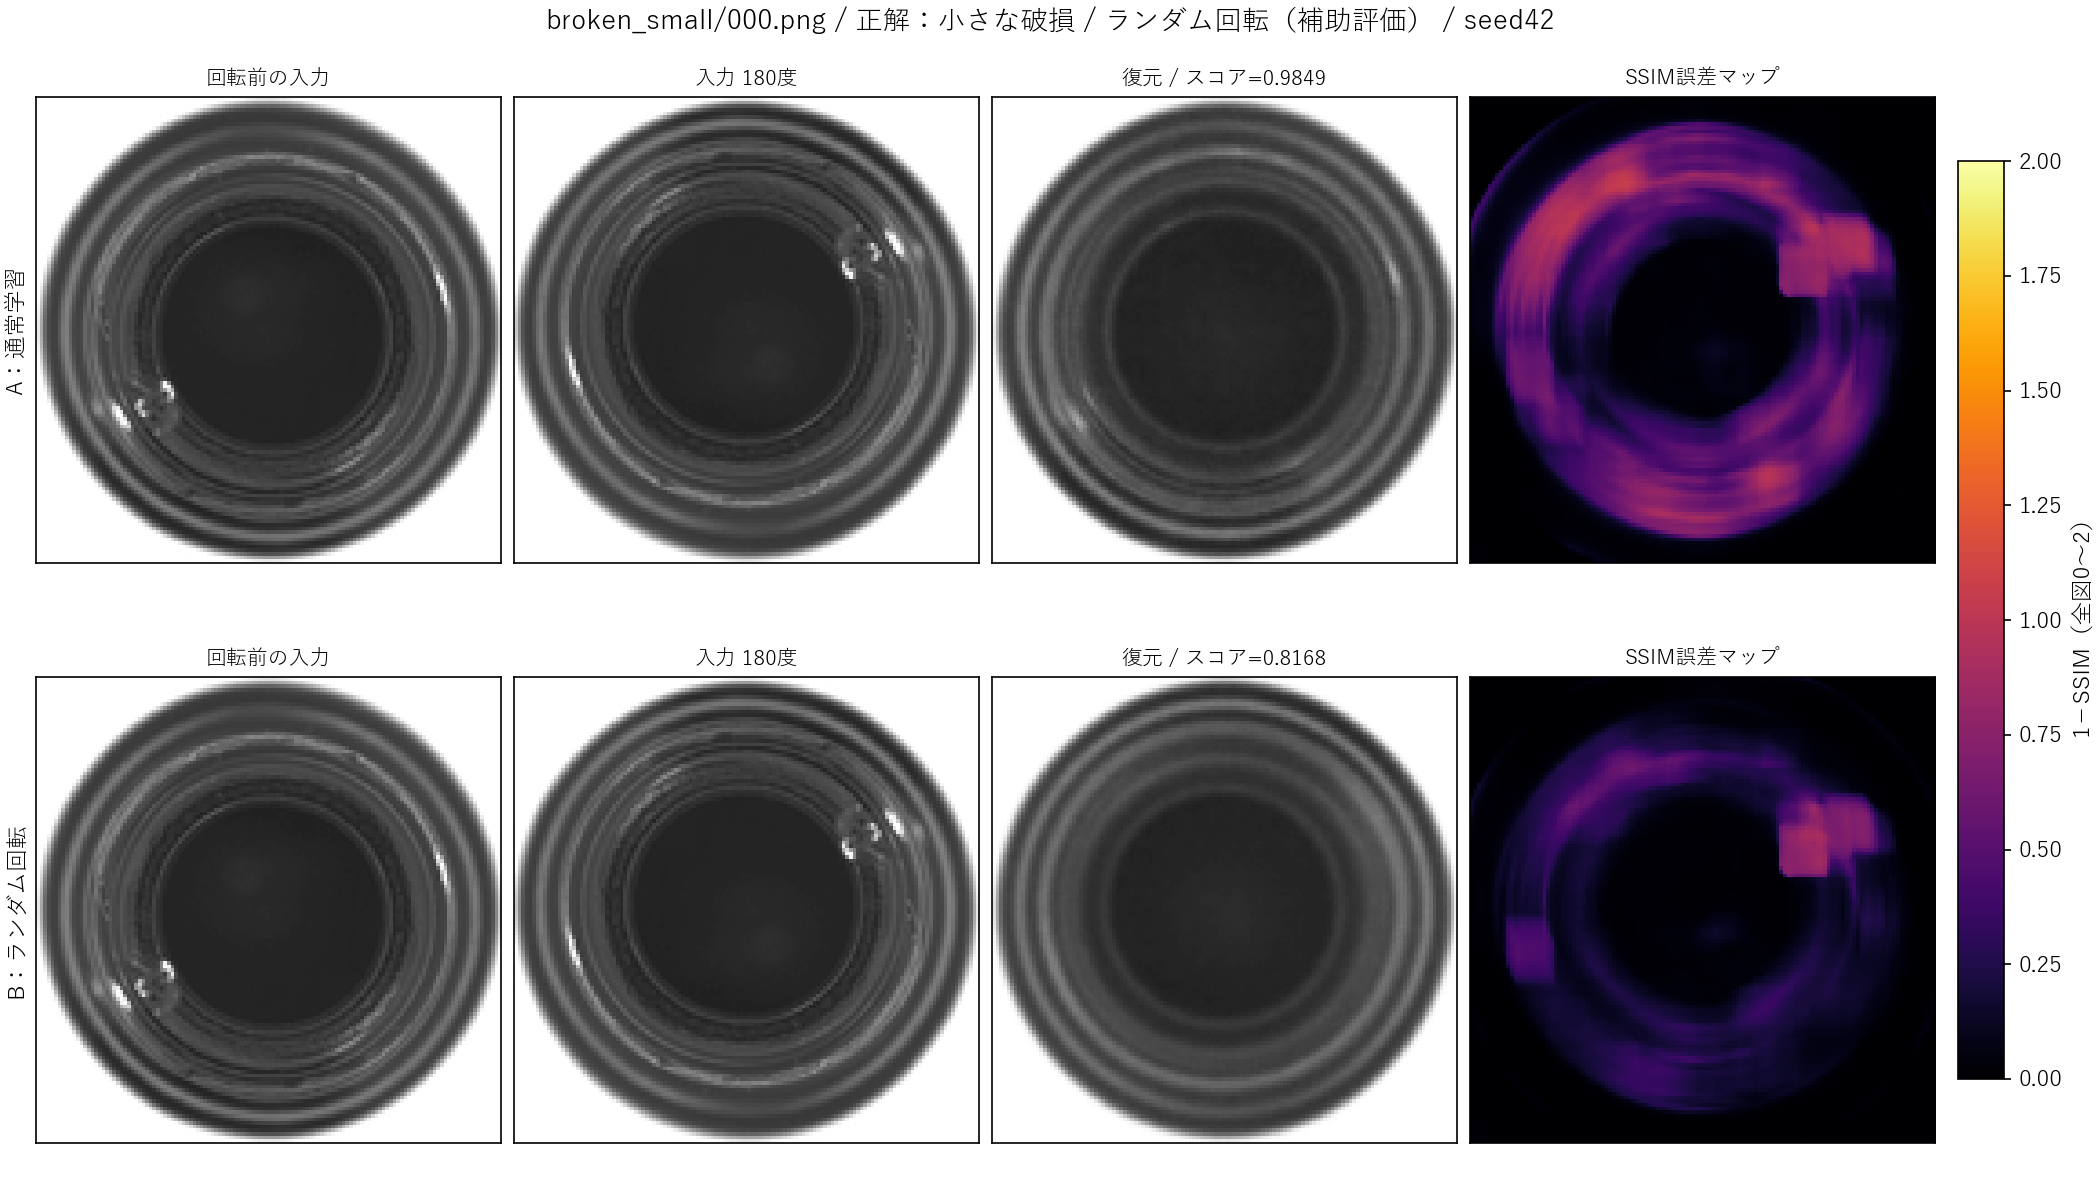 broken_small/000.png / 正解：小さな破損 / ランダム回転（補助評価） / seed42
回転前の入力
入力 180度
復元 / スコア=0.9849
SSIM誤差マップ
A：通常学習
回転前の入力
入力 180度
復元 / スコア=0.8168
SSIM誤差マップ
B：ランダム回転
2.00
1.75
1.50
1.25
1.00
0.75
0.50
0.25
0.00
1－SSIM（全図0～2）